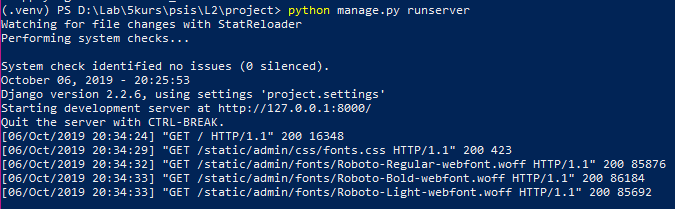 (.venv) PS D:\Lab\5kurs\psis\L2\project> python manage.py runserver
Watching for file changes with StatReloader
Performing system checks...
System check identified no issues (0 silenced).
October 06, 2019 - 20:25:53
Django version 2.2.6, using settings 'project.settings'
Starting development server at http://127.0.0.1:8000/
Quit the server with CTRL-BREAK.
[06/Oct/2019 20:34:24] "GET / HTTP/1.1" 200 16348
[06/Oct/2019 20:34:29] "GET /static/admin/css/fonts.css HTTP/1.1" 200 423
[06/Oct/2019 20:34:32] "GET /static/admin/fonts/Roboto-Regular-webfont.woff HTTP/1.1" 200 85876
[06/Oct/2019 20:34:33] "GET /static/admin/fonts/Roboto-Bold-webfont.woff HTTP/1.1" 200 86184
[06/Oct/2019 20:34:33] "GET /static/admin/fonts/Roboto-Light-webfont.woff HTTP/1.1" 200 85692